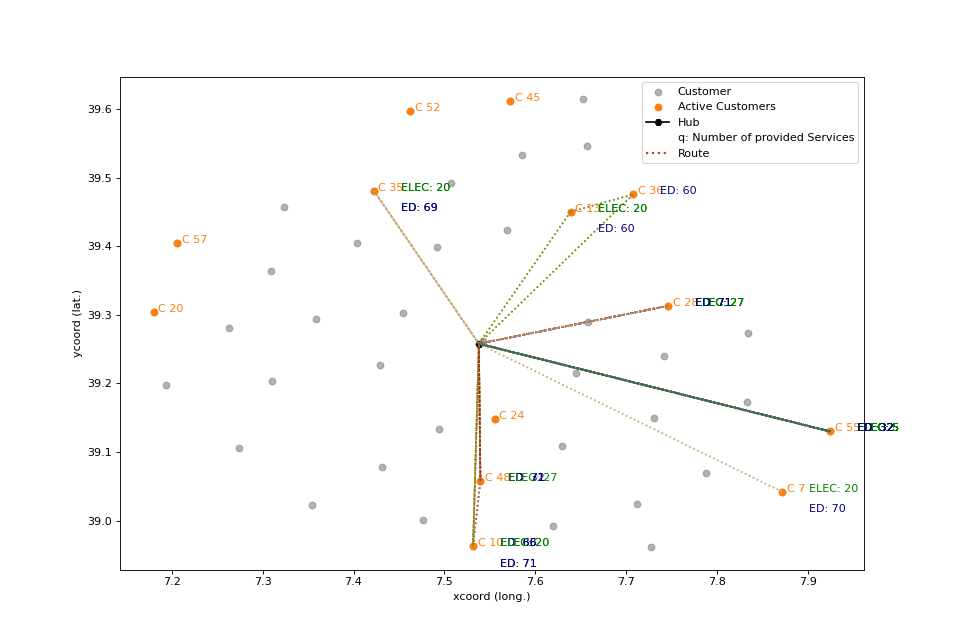 Customer
Active Customers
Hub
q: Number of provided Services
Route
39.6
39.5
39.4
39.3
39.2
39.1
39.0
ycoord (lat.)
C 52
C 45
C 35
ELEC: 20
ED: 69
C 36
ED: 60
C 13
ELEC: 20
ED: 60
C 57
C 20
C 28
ED: 71
C 24
C 55
C 48
C 7
ELEC: 20
ED: 70
C 10
ED: 71
7.2
7.3
7.4
7.5
7.6
7.7
7.8
7.9
xcoord (long.)